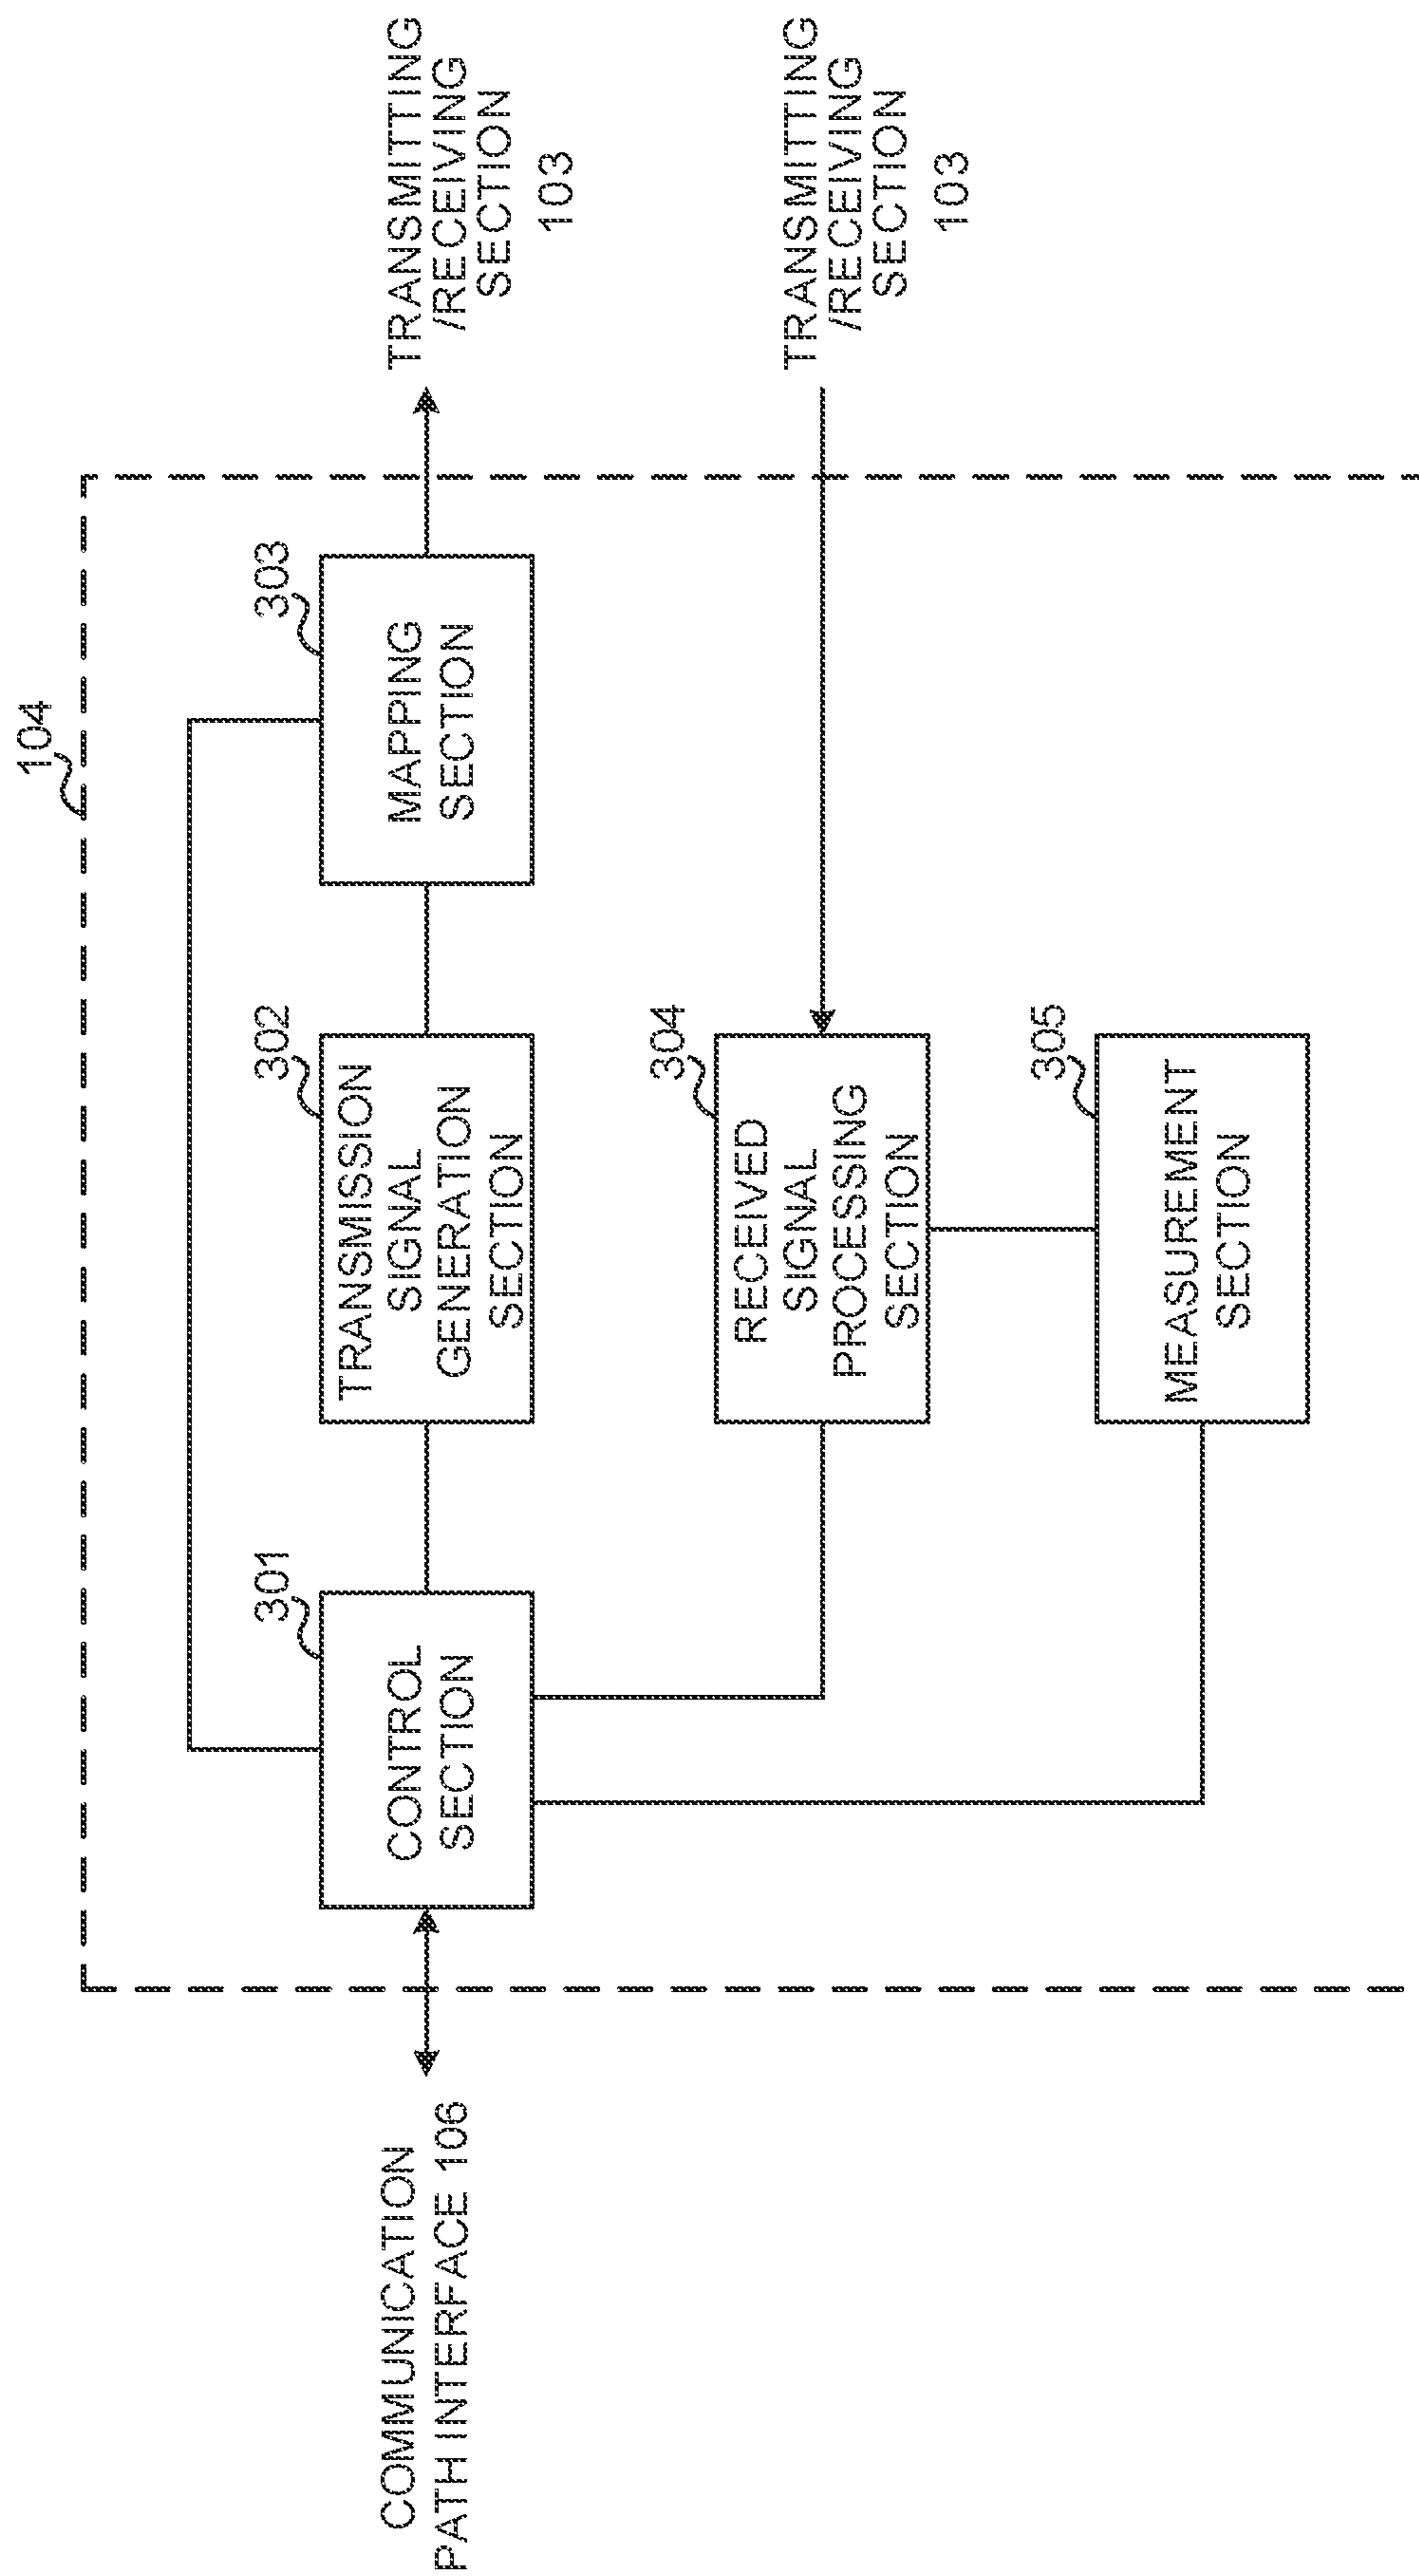 104
COMMUNICATION
PATH INTERFACE 106
301
CONTROL
SECTION
302
TRANSMISSION
SIGNAL
GENERATION
SECTION
303
MAPPING
SECTION
TRANSMITTING
/RECEIVING
SECTION
103
304
RECEIVED
SIGNAL
PROCESSING
SECTION
TRANSMITTING
/RECEIVING
SECTION
103
305
MEASUREMENT
SECTION